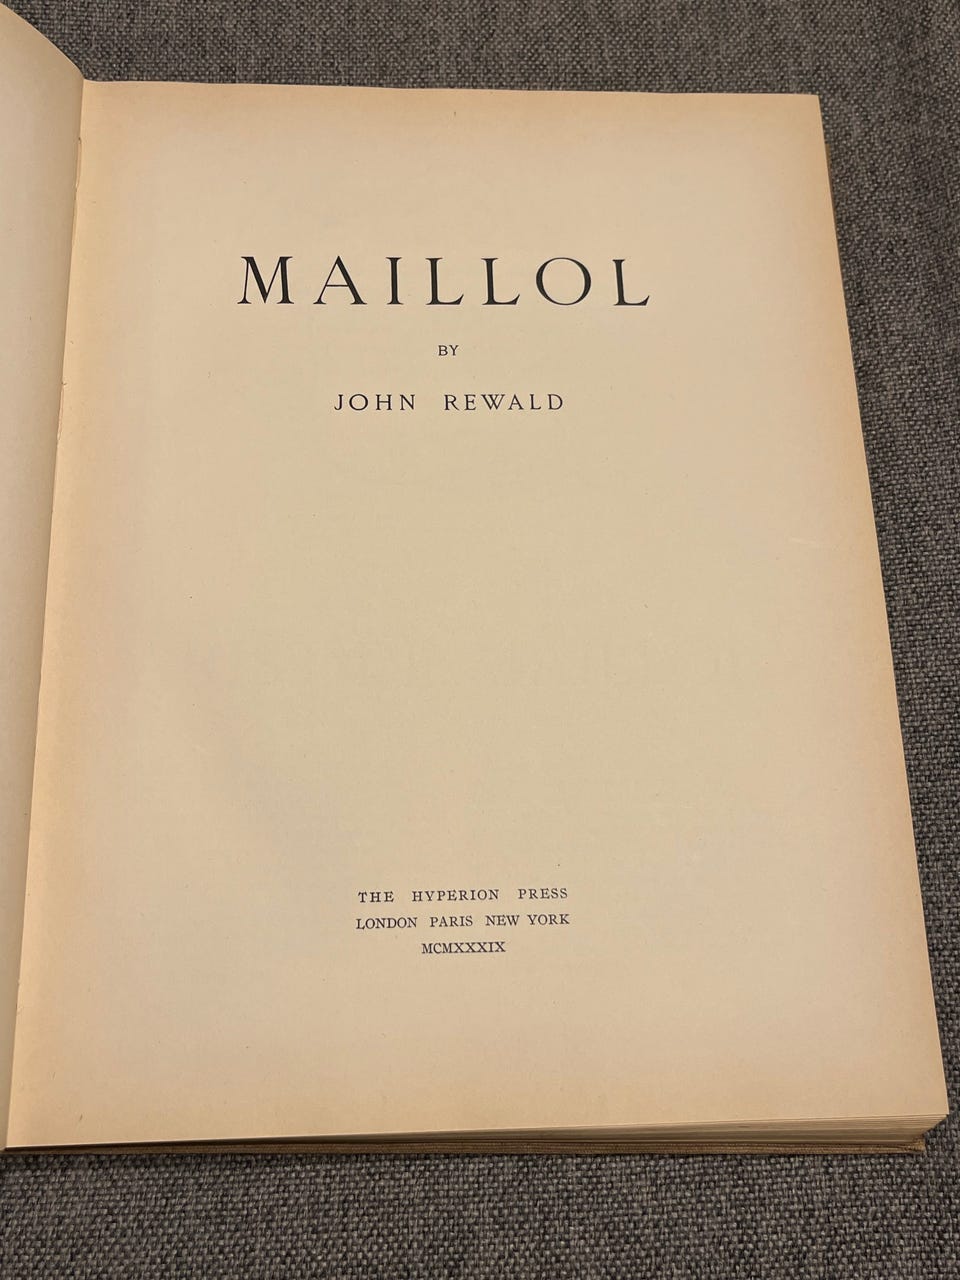 MAILLOL
BY
JOHN REWALD
THE HYPERION PRESS
LONDON PARIS NEW YORK
MCMXXXIX